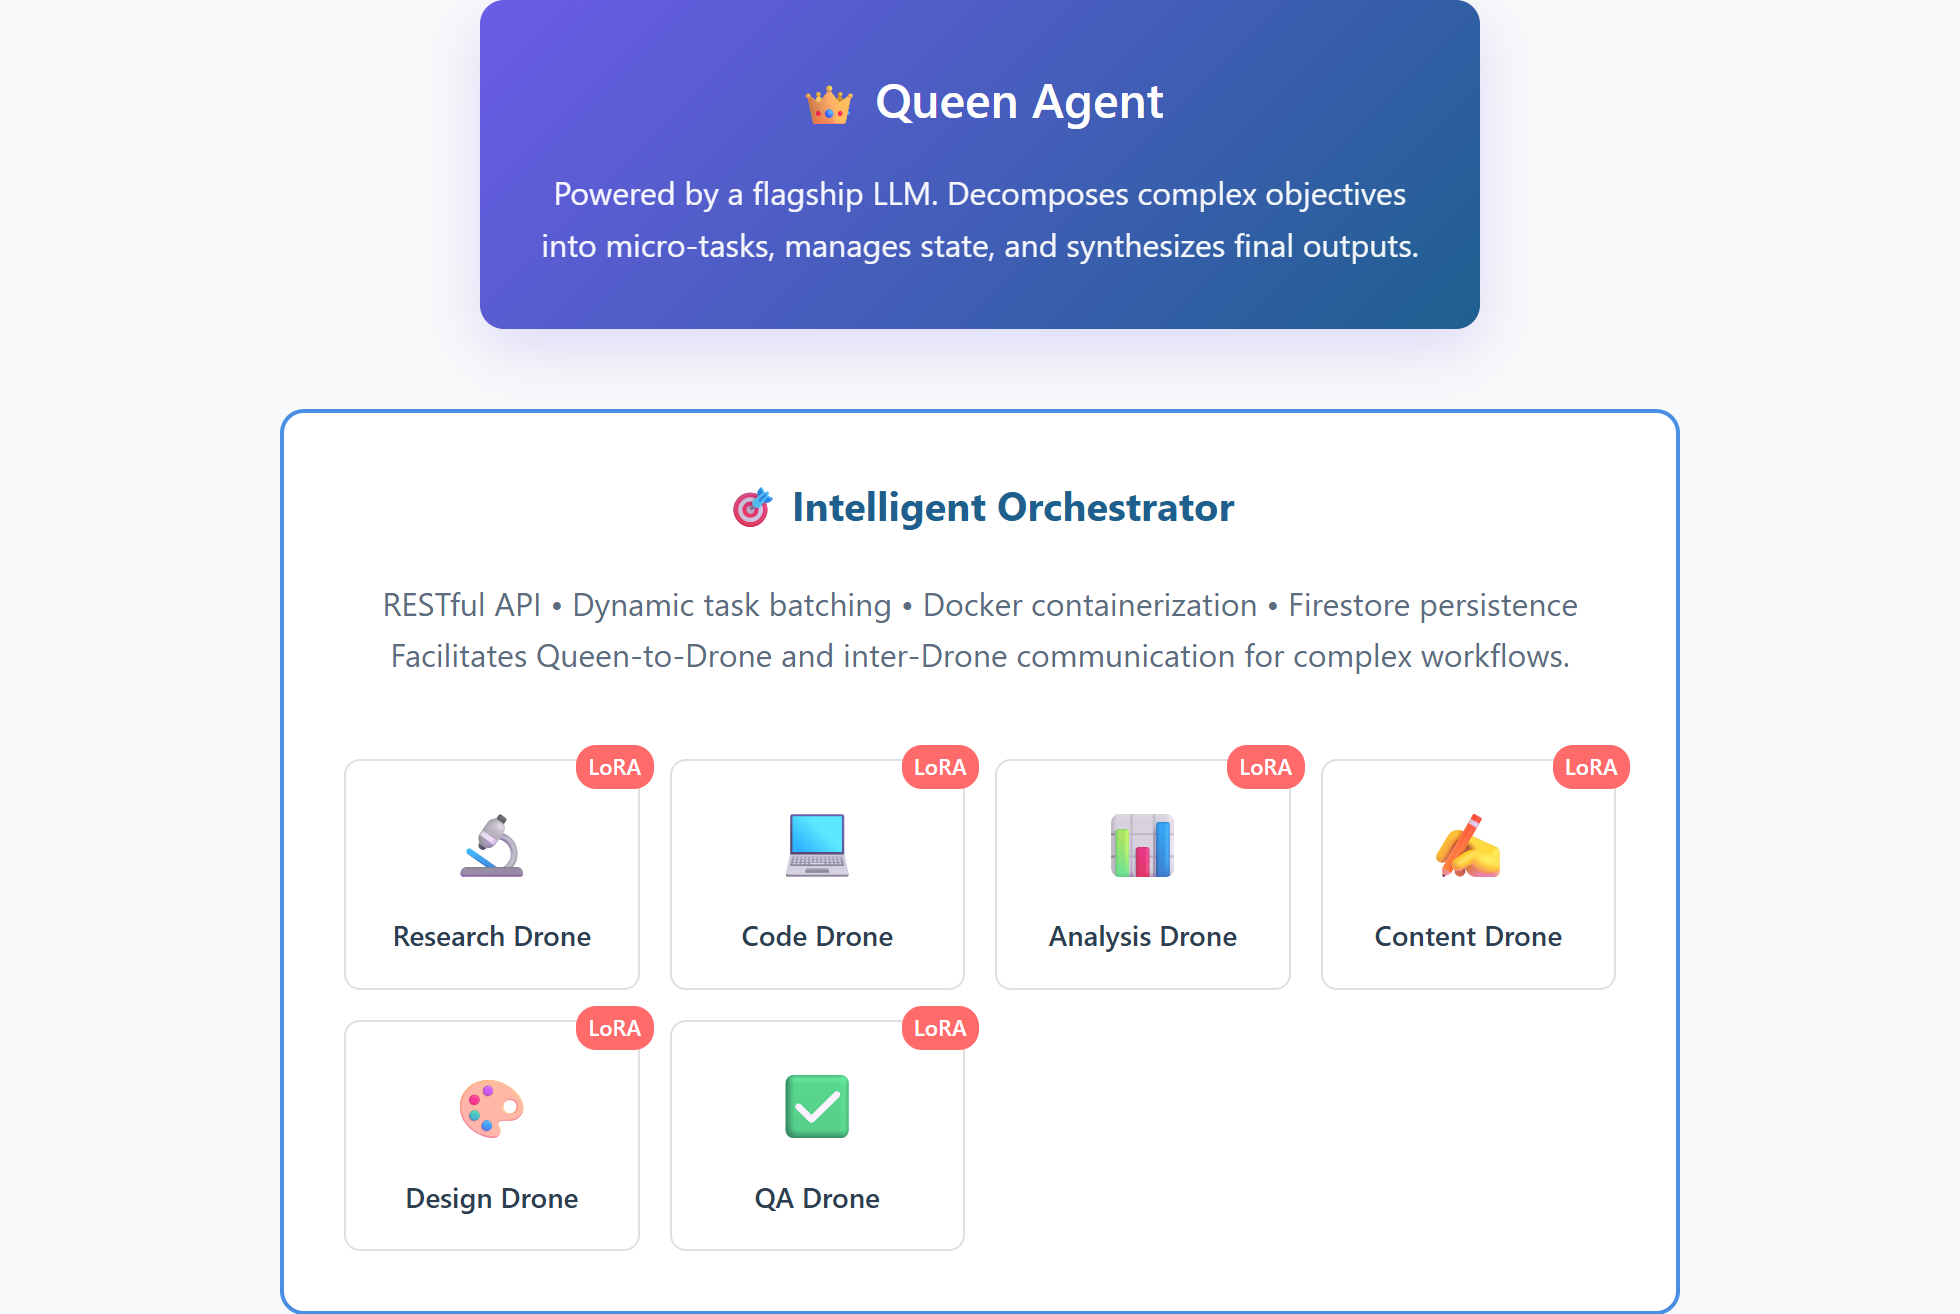 Queen Agent
Powered by a flagship LLM. Decomposes complex objectives
into micro-tasks, manages state, and synthesizes final outputs.
Intelligent Orchestrator
RESTful API • Dynamic task batching • Docker containerization • Firestore persistence
Facilitates Queen-to-Drone and inter-Drone communication for complex workflows.
LoRA
Research Drone
LoRA
Code Drone
LoRA
Analysis Drone
LoRA
Content Drone
LoRA
Design Drone
LoRA
QA Drone